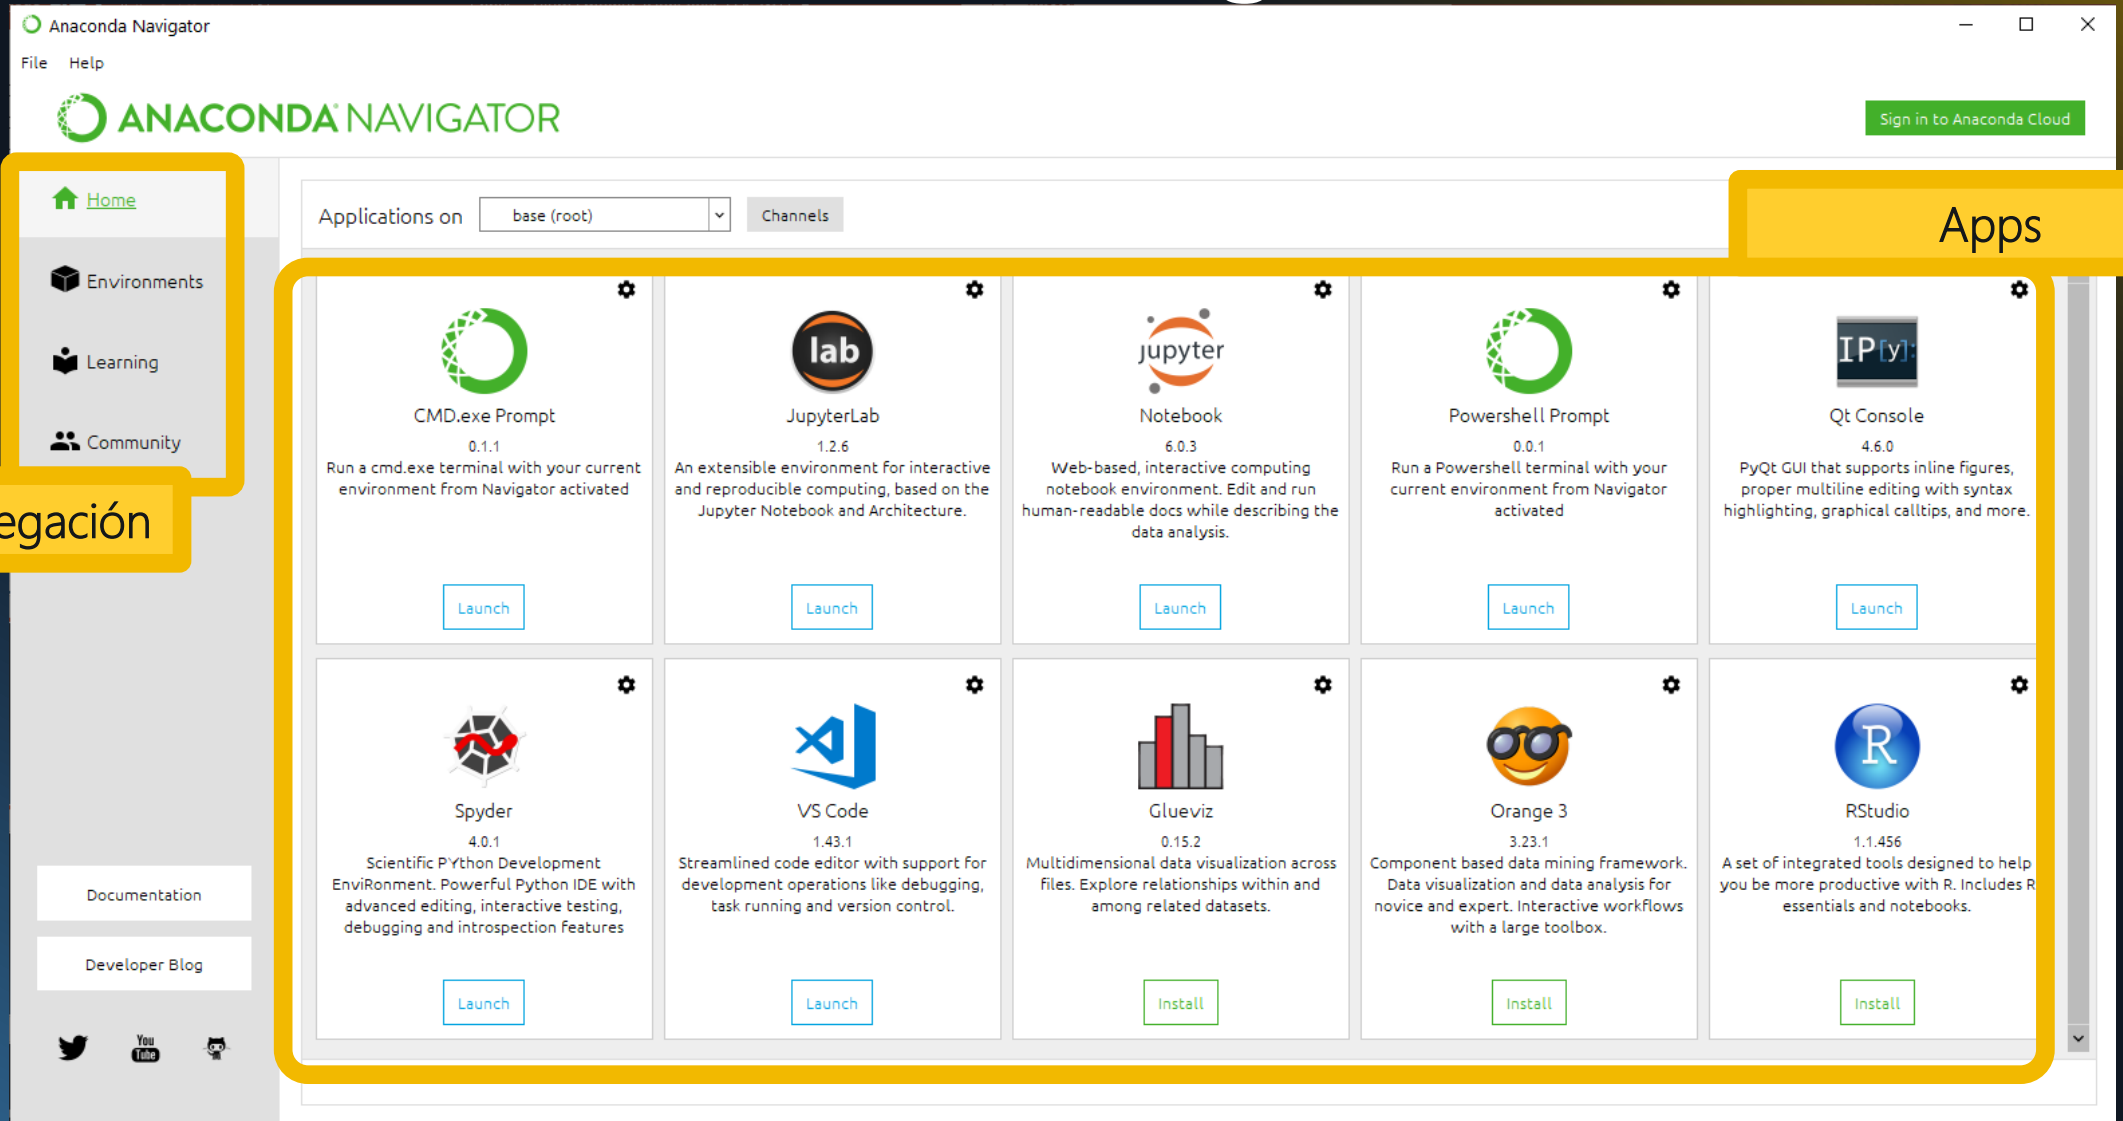 Anaconda Navigator
File Help
ANACONDA NAVIGATOR
Sign in to Anaconda Cloud
Home
Environments
Learning
Community
egación
Documentation
Developer Blog
You
Tube
Applications on base (root) Channels
Apps
CMD.exe Prompt
0.1.1
Run a cmd.exe terminal with your current
environment from Navigator activated
Launch
lab
JupyterLab
1.2.6
An extensible environment for interactive
and reproducible computing, based on the
Jupyter Notebook and Architecture.
Launch
jupyter
Notebook
6.0.3
Web-based, interactive computing
notebook environment. Edit and run
human-readable docs while describing the
data analysis.
Launch
Powershell Prompt
0.0.1
Run a Powershell terminal with your
current environment from Navigator
activated
Launch
IP[y]:
Qt Console
4.6.0
PyQt GUI that supports inline figures,
proper multiline editing with syntax
highlighting, graphical calltips, and more.
Launch
Spyder
4.0.1
Scientific PYthon Development
EnviRonment. Powerful Python IDE with
advanced editing, interactive testing,
debugging and introspection features
Launch
VS Code
1.43.1
Streamlined code editor with support for
development operations like debugging,
task running and version control.
Launch
Glueviz
0.15.2
Multidimensional data visualization across
files. Explore relationships within and
among related datasets.
Install
Orange 3
3.23.1
Component based data mining framework.
Data visualization and data analysis for
novice and expert. Interactive workflows
with a large toolbox.
Install
R
RStudio
1.1.456
A set of integrated tools designed to help
you be more productive with R. Includes R
essentials and notebooks.
Install